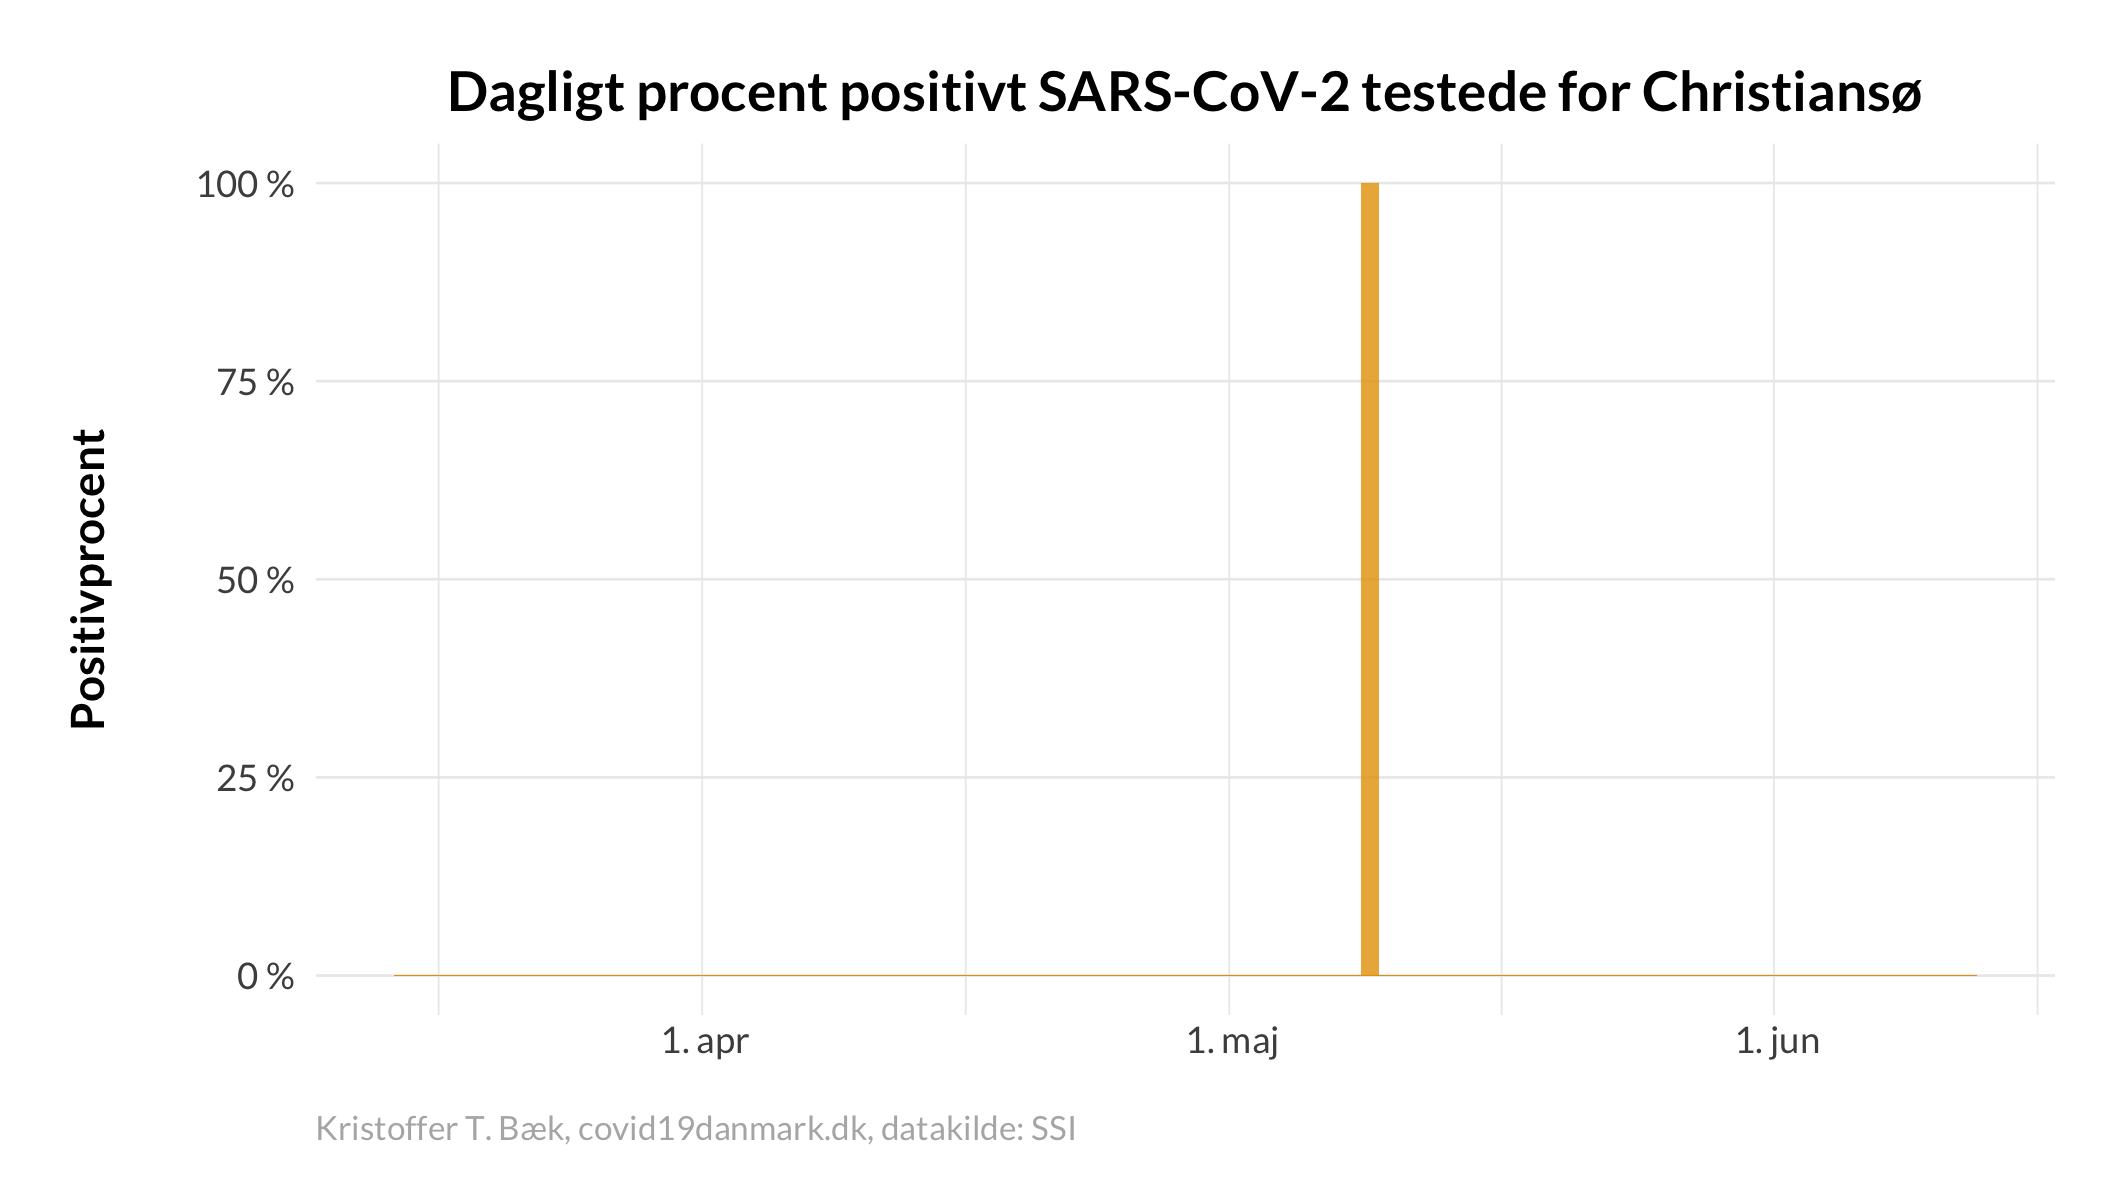 Dagligt procent positivt SARS-CoV-2 testede for Christiansø
Positivprocent
100 %
75 %
50 %
25 %
0 %
1. apr
1. maj
1. jun
Kristoffer T. Bæk, covid19danmark.dk, datakilde: SSI